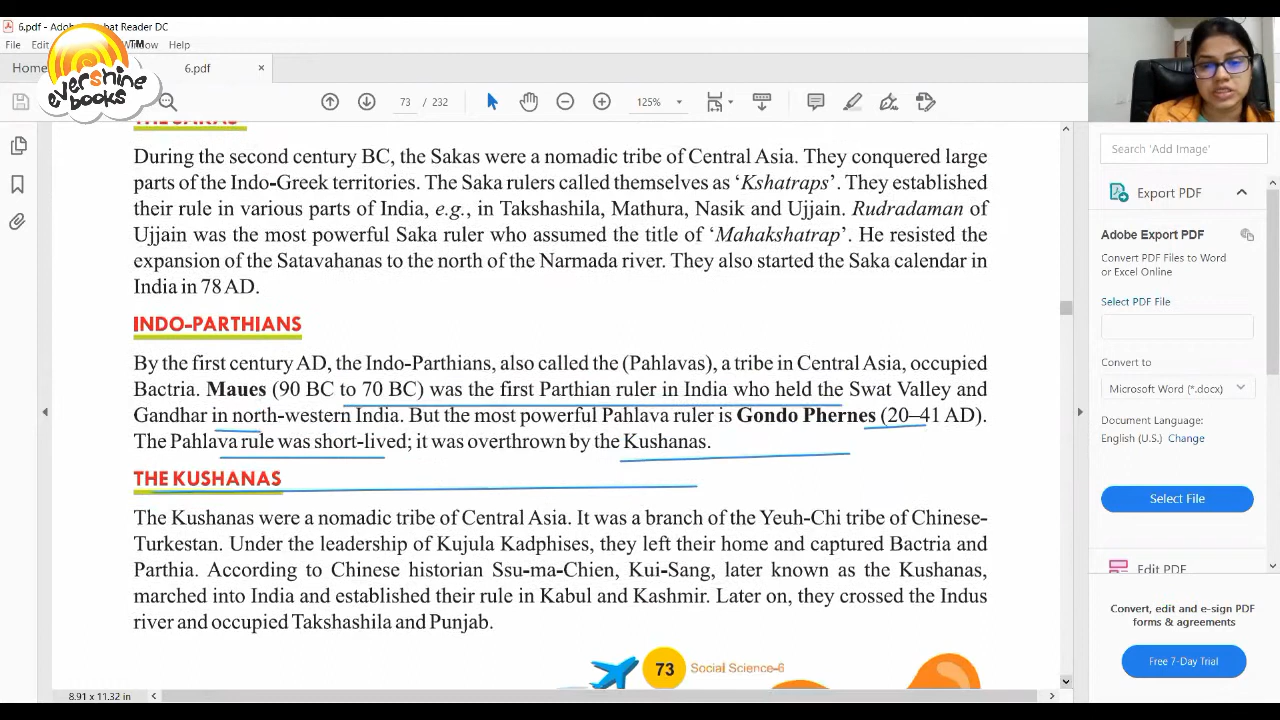 6.pdf - Adobe Acrobat Reader DC
File Edit Window Help
TM
evershine
books
Home
6.pdf ×
73 / 232
125%
THE SAKAS
During the second century BC, the Sakas were a nomadic tribe of Central Asia. They conquered large
parts of the Indo-Greek territories. The Saka rulers called themselves as ‘Kshatraps’. They established
their rule in various parts of India, e.g., in Takshashila, Mathura, Nasik and Ujjain. Rudradaman of
Ujjain was the most powerful Saka ruler who assumed the title of ‘Mahakshatrap’. He resisted the
expansion of the Satavahanas to the north of the Narmada river. They also started the Saka calendar in
India in 78 AD.
INDO-PARTHIANS
By the first century AD, the Indo-Parthians, also called the (Pahlavas), a tribe in Central Asia, occupied
Bactria. Maues (90 BC to 70 BC) was the first Parthian ruler in India who held the Swat Valley and
Gandhar in north-western India. But the most powerful Pahlava ruler is Gondo Phernes (20–41 AD).
The Pahlava rule was short-lived; it was overthrown by the Kushanas.
THE KUSHANAS
The Kushanas were a nomadic tribe of Central Asia. It was a branch of the Yeuh-Chi tribe of Chinese-
Turkestan. Under the leadership of Kujula Kadphises, they left their home and captured Bactria and
Parthia. According to Chinese historian Ssu-ma-Chien, Kui-Sang, later known as the Kushanas,
marched into India and established their rule in Kabul and Kashmir. Later on, they crossed the Indus
river and occupied Takshashila and Punjab.
73 Social Science-6
8.91 x 11.32 in
Search 'Add Image'
Export PDF
Adobe Export PDF
Convert PDF Files to Word
or Excel Online
Select PDF File
Convert to
Microsoft Word (*.docx)
Document Language:
English (U.S.) Change
Select File
Edit PDF
Convert, edit and e-sign PDF
forms & agreements
Free 7-Day Trial